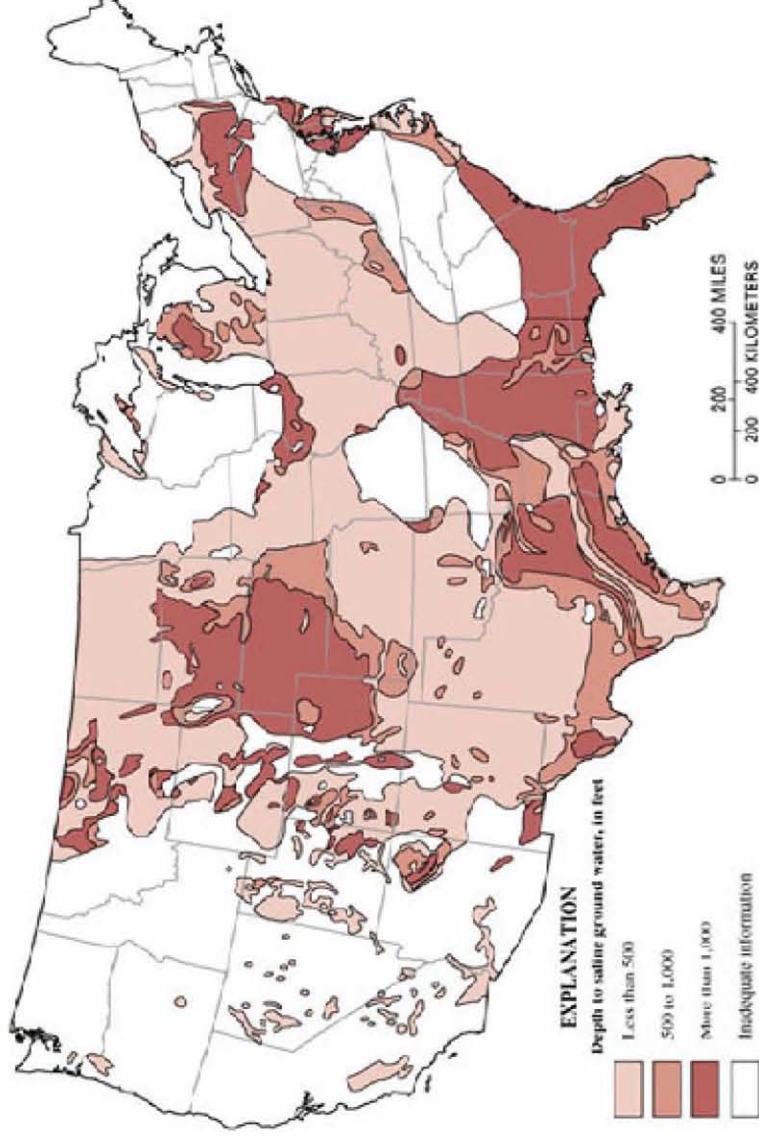 EXPLANATION
Depth to saline ground water, in feet
Less than 500
500 to 1,000
More than 1,000
Inadequate information
0 200 400 MILES
0 200 400 KILOMETERS